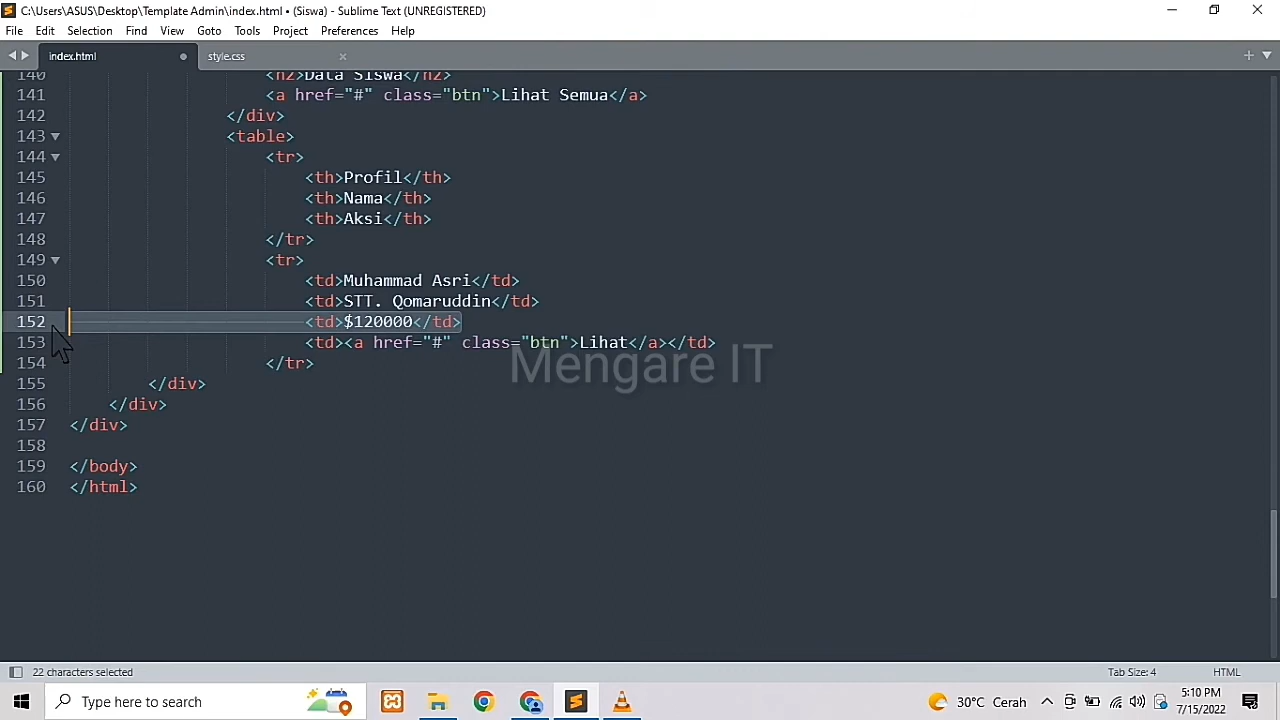 C:\Users\ASUS\Desktop\Template Admin\index.html • (Siswa) - Sublime Text (UNREGISTERED)
File Edit Selection Find View Goto Tools Project Preferences Help
index.html style.css
140 <h2>Data Siswa</h2>
141 <a href="#" class="btn">Lihat Semua</a>
142 </div>
143 <table>
144 <tr>
145 <th>Profil</th>
146 <th>Nama</th>
147 <th>Aksi</th>
148 </tr>
149 <tr>
150 <td>Muhammad Asri</td>
151 <td>STT. Qomaruddin</td>
152 <td>$120000</td>
153 <td><a href="#" class="btn">Lihat</a></td>
154 </tr>
Mengare IT
155 </div>
156 </div>
157 </div>
158
159 </body>
160 </html>
22 characters selected Tab Size: 4 HTML
Type here to search 30°C Cerah 5:10 PM
7/15/2022